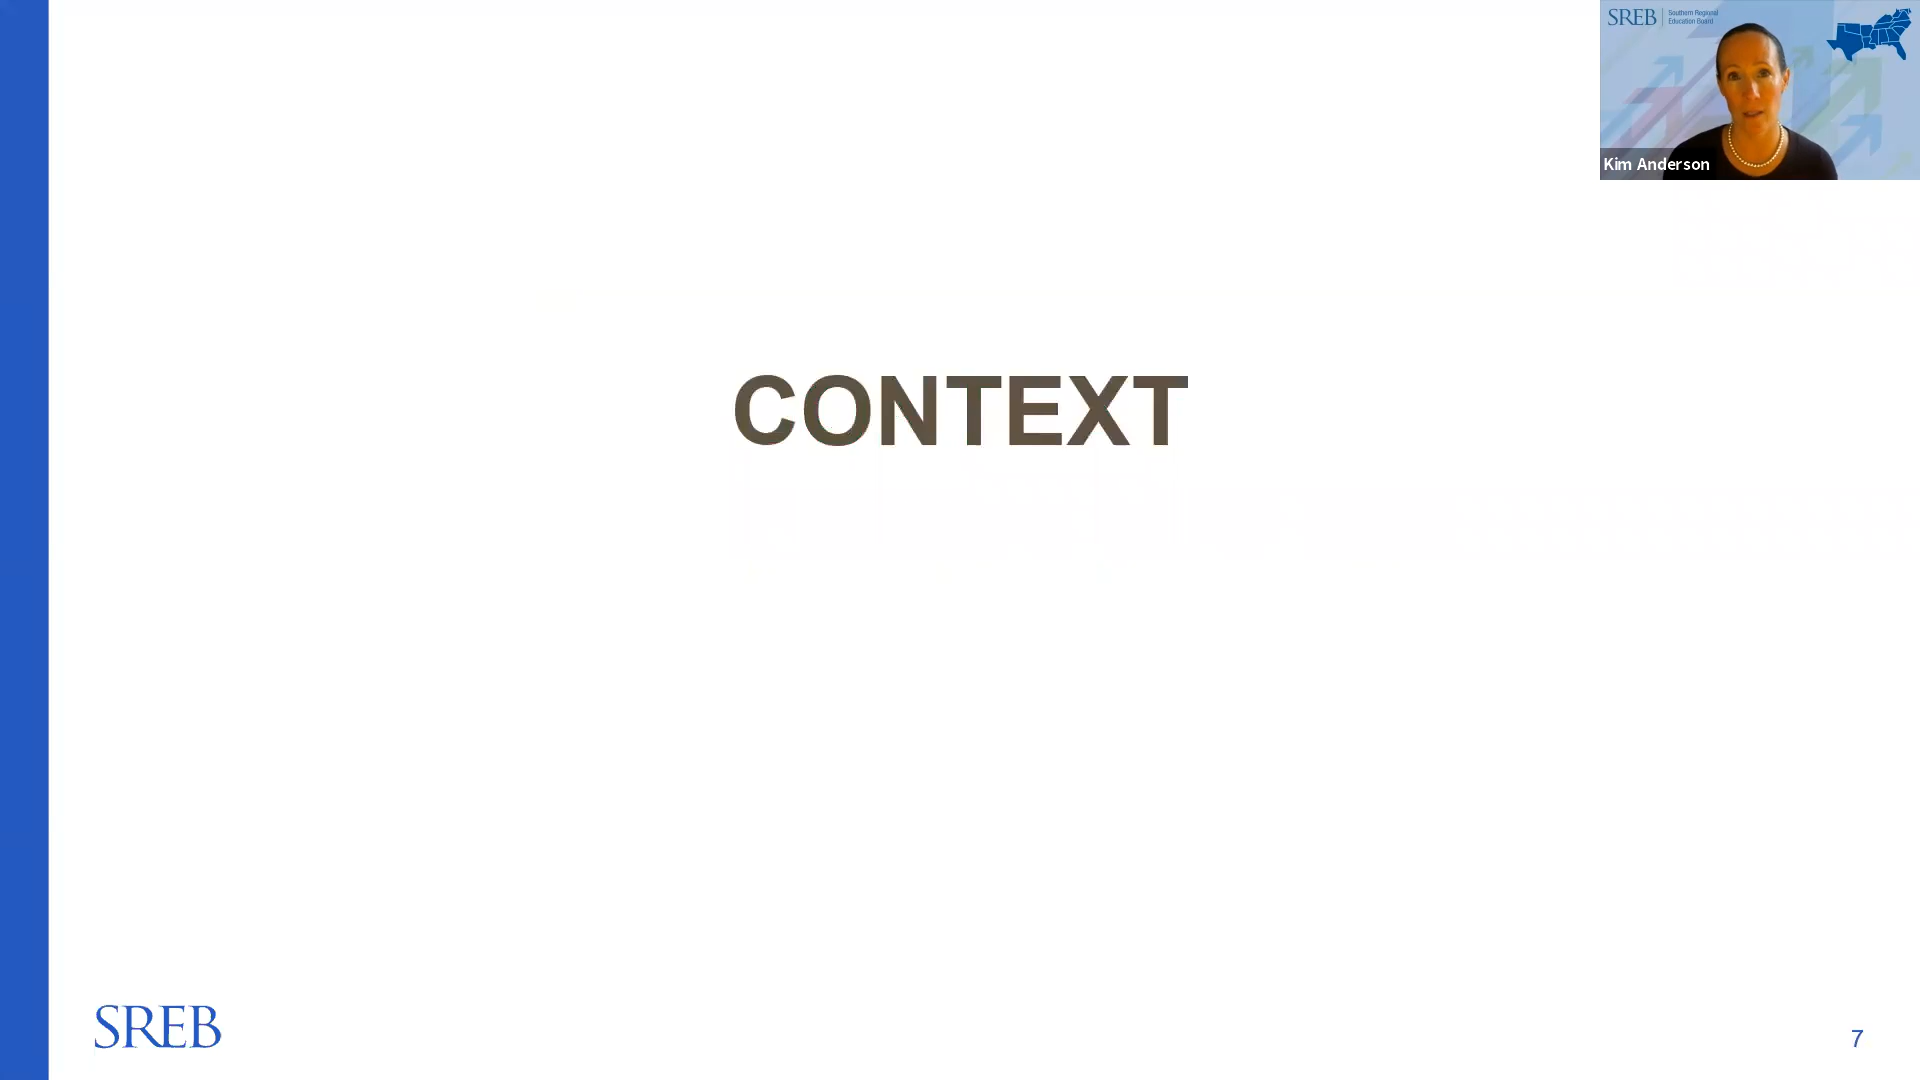 SREB
Southern Regional
Education Board
Kim Anderson
CONTEXT
SREB
7